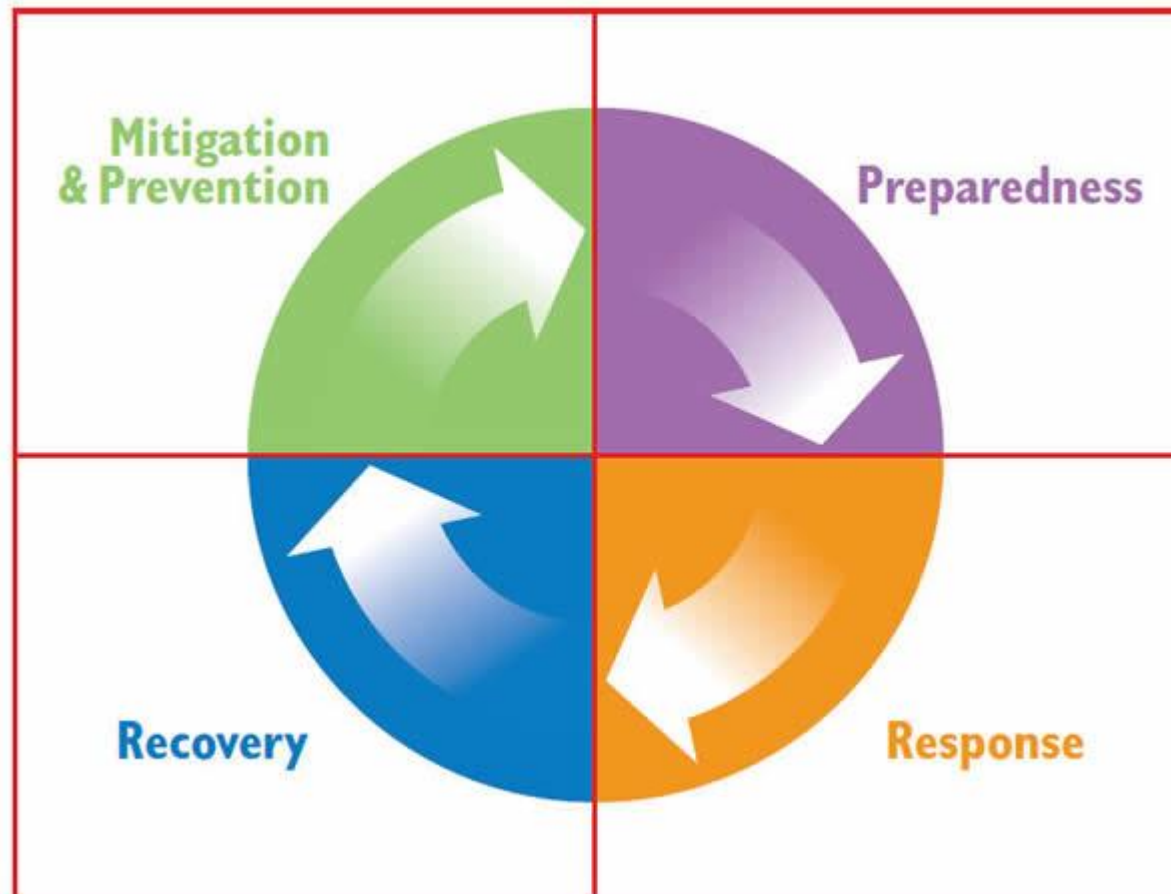 Mitigation
& Prevention
Preparedness
Recovery
Response